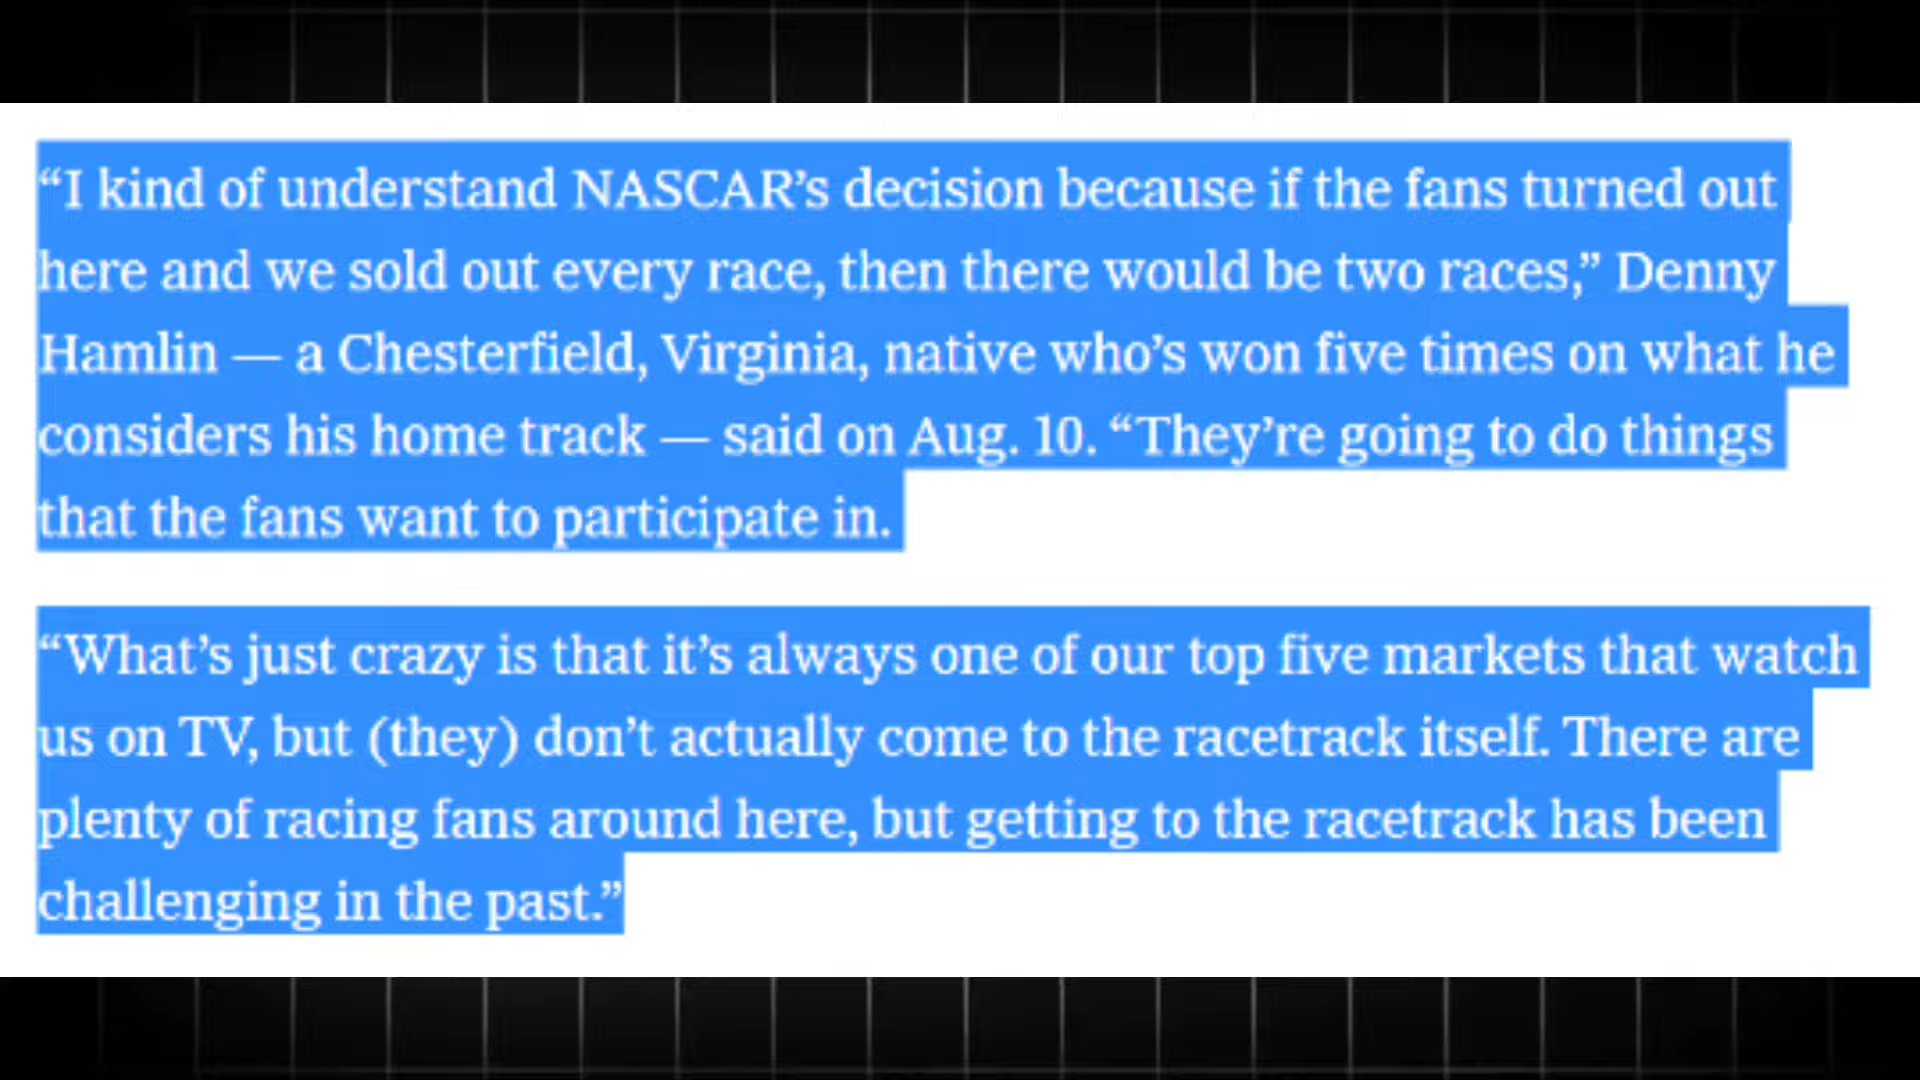 “I kind of understand NASCAR’s decision because if the fans turned out
here and we sold out every race, then there would be two races,” Denny
Hamlin — a Chesterfield, Virginia, native who’s won five times on what he
considers his home track — said on Aug. 10. “They’re going to do things
that the fans want to participate in.
“What’s just crazy is that it’s always one of our top five markets that watch
us on TV, but (they) don’t actually come to the racetrack itself. There are
plenty of racing fans around here, but getting to the racetrack has been
challenging in the past.”